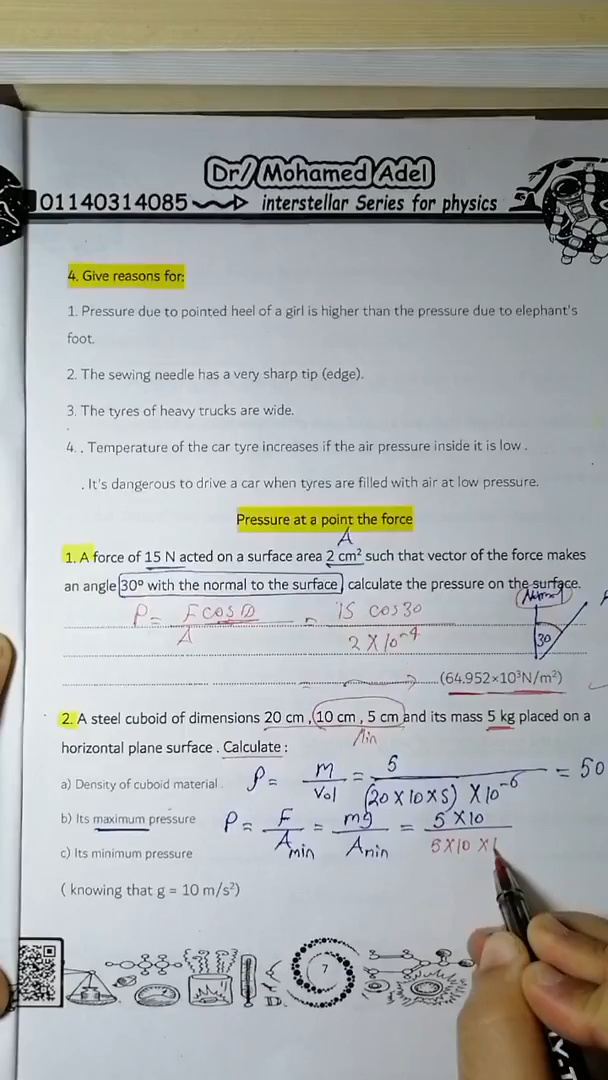 Dr// Mohamed Adel
01140314085 interstellar Series for physics
4. Give reasons for:
1. Pressure due to pointed heel of a girl is higher than the pressure due to elephant's
foot.
2. The sewing needle has a very sharp tip (edge).
3. The tyres of heavy trucks are wide.
4. . Temperature of the car tyre increases if the air pressure inside it is low .
. It's dangerous to drive a car when tyres are filled with air at low pressure.
Pressure at a point the force
A
1. A force of 15 N acted on a surface area 2 cm² such that vector of the force makes
an angle 30° with the normal to the surface, calculate the pressure on the surface.
Normal
P = F cos θ / A = 15 cos30 / 2 X 10⁻⁴
30
(64.952×10³N/m²)
2. A steel cuboid of dimensions 20 cm , 10 cm , 5 cm and its mass 5 kg placed on a
horizontal plane surface . Calculate :
Min
a) Density of cuboid material . ρ = m / Vol = 5 / (20 X 10 X 5) X 10⁻⁶ = 50
b) Its maximum pressure P = F / Amin = mg / Amin = 5 X 10 / 5 X 10 X
c) Its minimum pressure
( knowing that g = 10 m/s²)
7